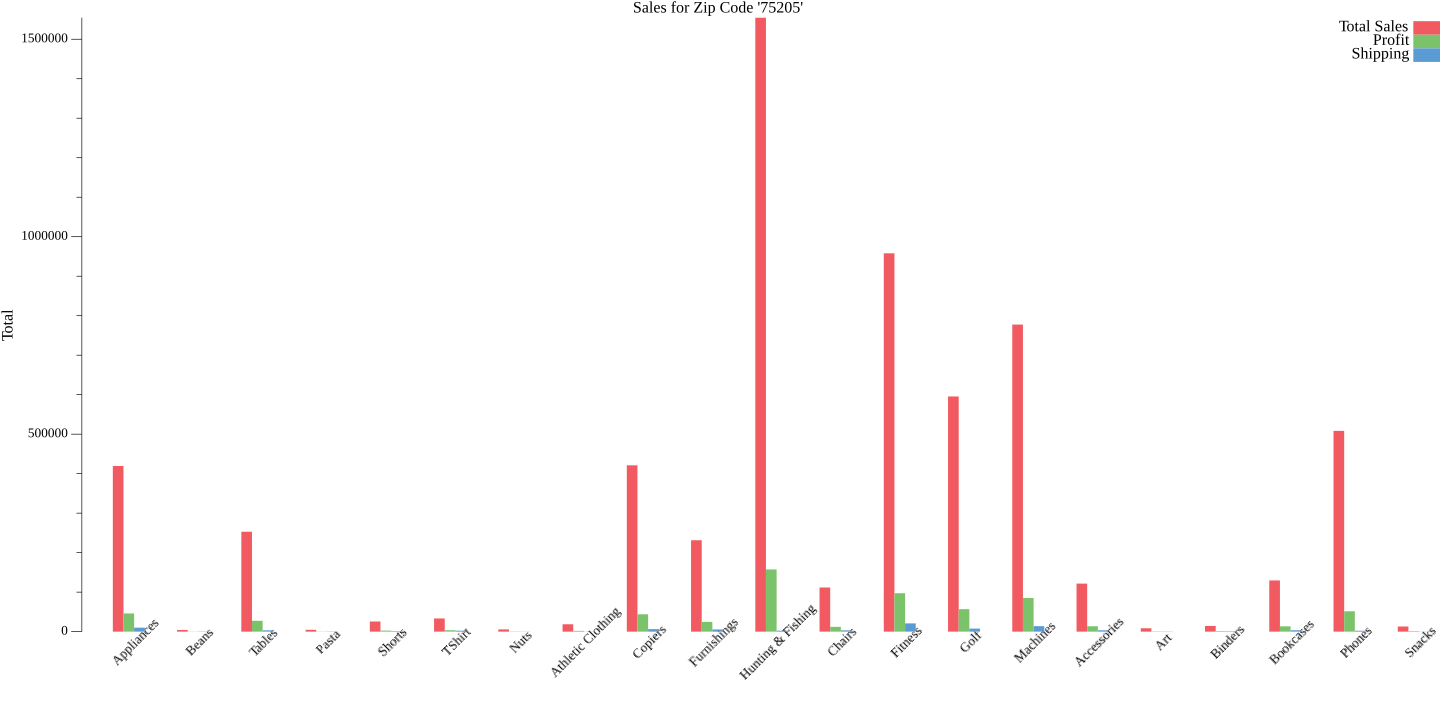 Sales for Zip Code '75205'
Total Sales
Profit
Shipping
1500000
1000000
500000
0
Total
Appliances
Beans
Tables
Pasta
Shorts
TShirt
Nuts
Athletic Clothing
Copiers
Furnishings
Hunting & Fishing
Chairs
Fitness
Golf
Machines
Accessories
Art
Binders
Bookcases
Phones
Snacks